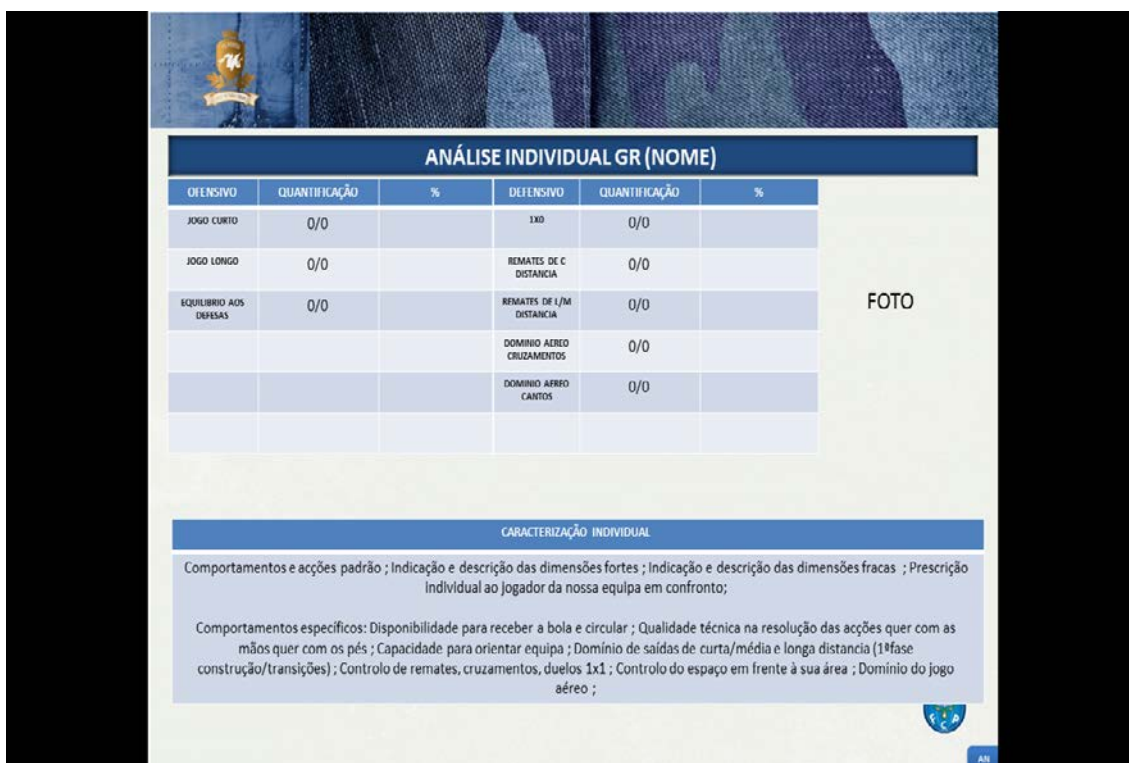 ANÁLISE INDIVIDUAL GR (NOME)
OFENSIVO QUANTIFICAÇÃO % DEFENSIVO QUANTIFICAÇÃO %
JOGO CURTO 0/0 1X0 0/0
JOGO LONGO 0/0 REMATES DE C DISTANCIA 0/0
EQUILIBRIO AOS DEFESAS 0/0 REMATES DE L/M DISTANCIA 0/0
DOMINIO AEREO CRUZAMENTOS 0/0
DOMINIO AEREO CANTOS 0/0
FOTO
CARACTERIZAÇÃO INDIVIDUAL
Comportamentos e acções padrão ; Indicação e descrição das dimensões fortes ; Indicação e descrição das dimensões fracas ; Prescrição
individual ao jogador da nossa equipa em confronto;
Comportamentos específicos: Disponibilidade para receber a bola e circular ; Qualidade técnica na resolução das acções quer com as
mãos quer com os pés ; Capacidade para orientar equipa ; Domínio de saídas de curta/média e longa distancia (1ªfase
construção/transições) ; Controlo de remates, cruzamentos, duelos 1x1 ; Controlo do espaço em frente à sua área ; Domínio do jogo
aéreo ;
FCP
AN